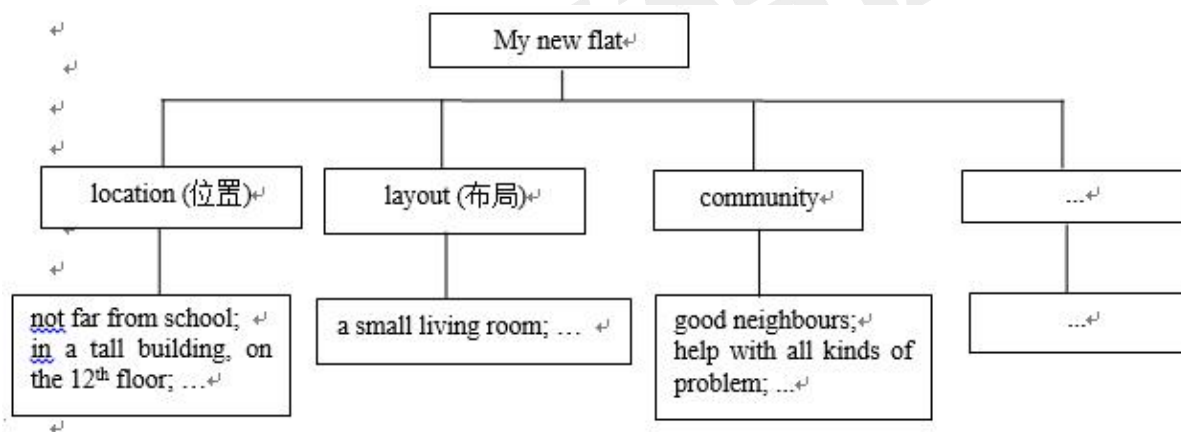 My new flat
location (位置)
layout (布局)
community
...
not far from school;
in a tall building, on
the 12th floor; …
a small living room; …
good neighbours;
help with all kinds of
problem; ...
...